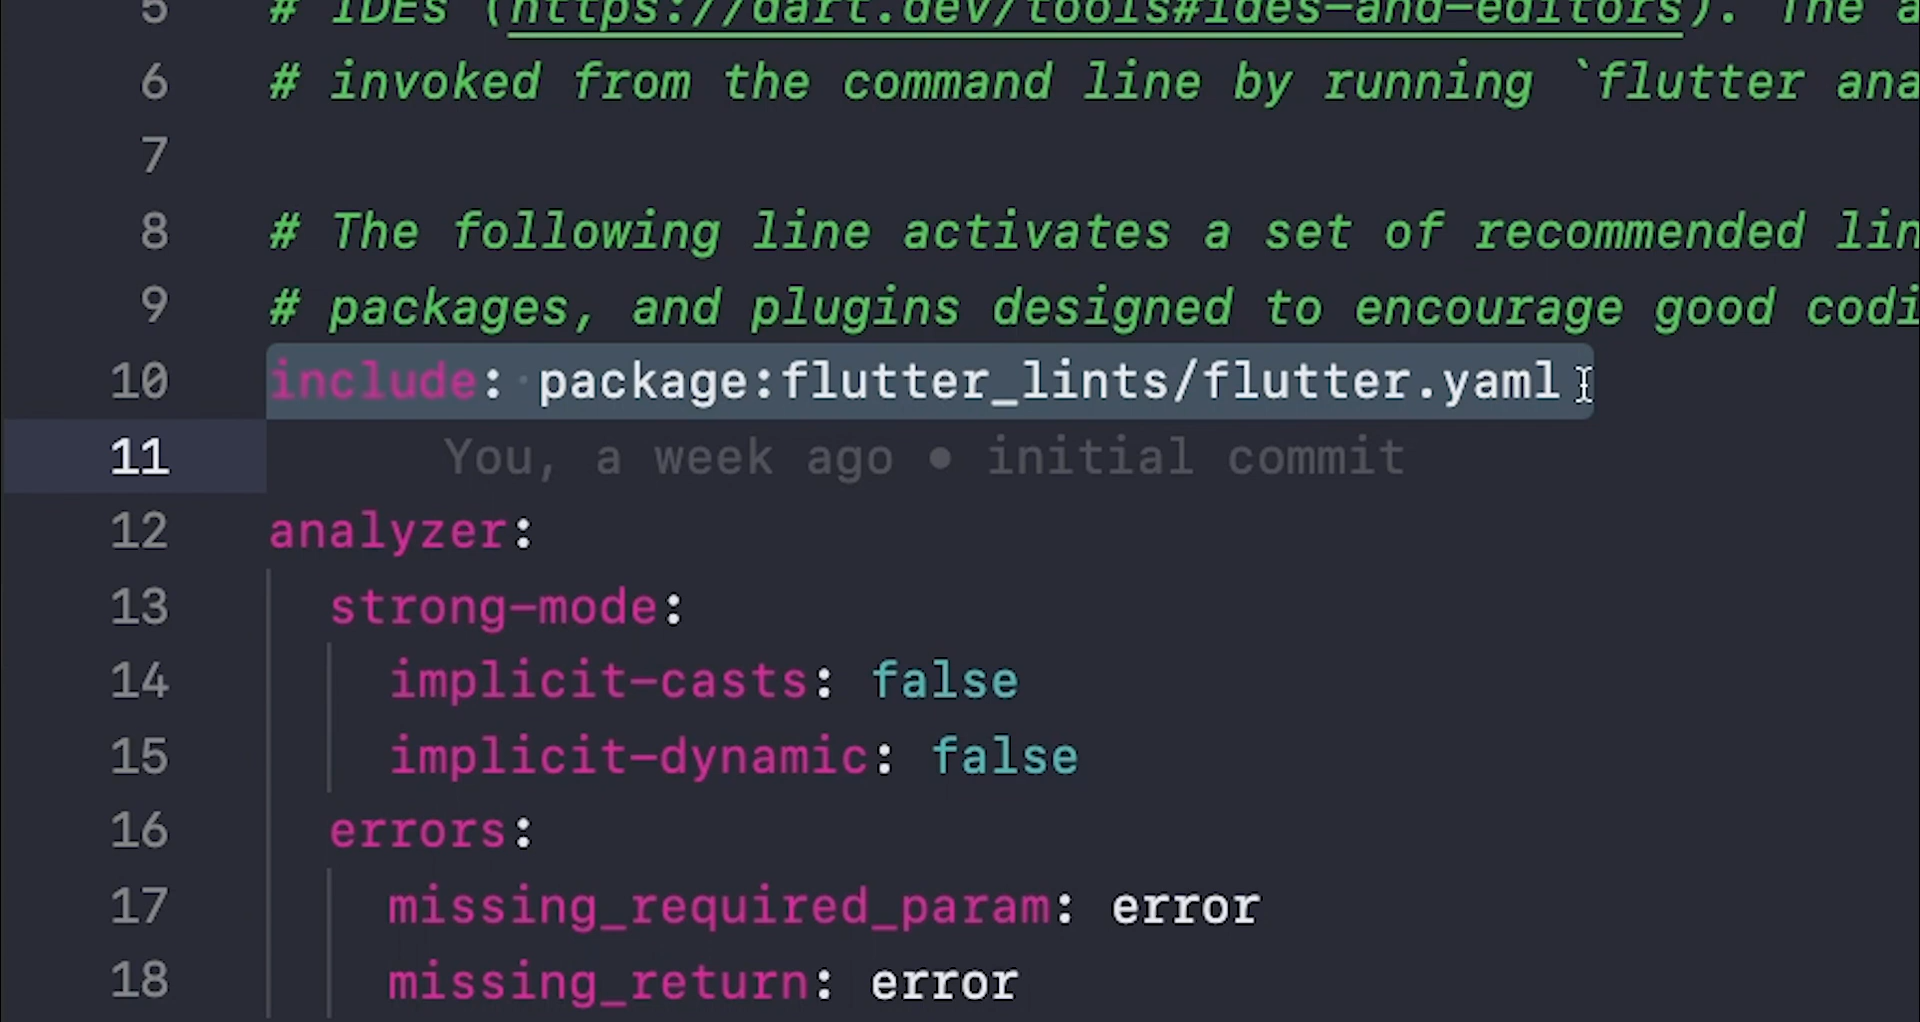 5 # IDEs (https://dart.dev/tools#ides-and-editors). The
6 # invoked from the command line by running `flutter ana
7
8 # The following line activates a set of recommended lin
9 # packages, and plugins designed to encourage good codi
10 include: package:flutter_lints/flutter.yaml
11 You, a week ago • initial commit
12 analyzer:
13 strong-mode:
14 implicit-casts: false
15 implicit-dynamic: false
16 errors:
17 missing_required_param: error
18 missing_return: error